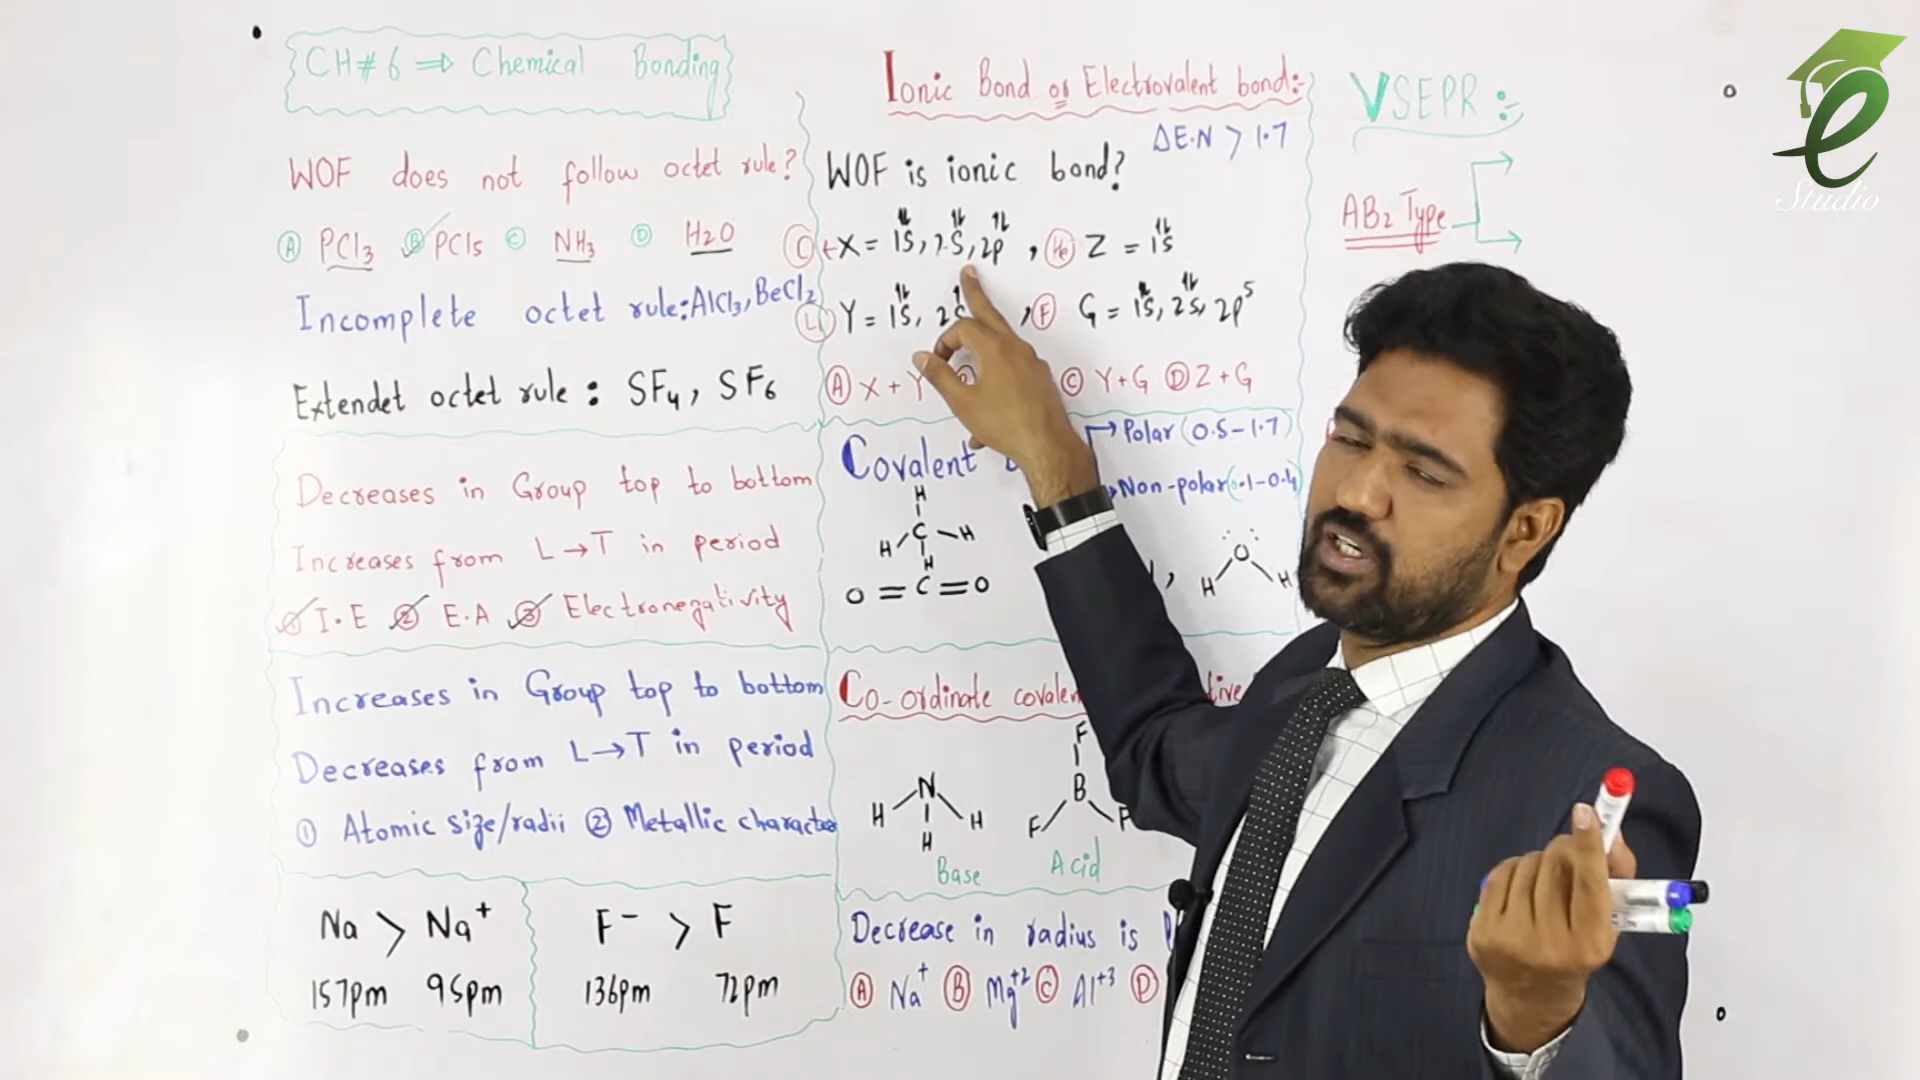 CH# 6 ⇒ Chemical Bonding
WOF does not follow octet rule?
Ⓐ PCl3 Ⓑ PCl5 Ⓒ NH3 Ⓓ H2O
Incomplete octet rule: AlCl3, BeCl2
Extendet octet rule : SF4, SF6
Decreases in Group top to bottom
Increases from L→T in period
① I.E ② E.A ③ Electronegativity
Increases in Group top to bottom
Decreases from L→T in period
① Atomic size/radii ② Metallic character
Na > Na+
157pm 95pm
F- > F
136pm 72pm
Ionic Bond or Electrovalent bond:-
ΔE.N > 1.7
WOF is ionic bond?
C X = 1S, 2S, 2p , He Z = 1S
Li Y = 1S, 2S , F G = 1S, 2S, 2p5
Ⓐ X + Y Ⓒ Y+G Ⓓ Z + G
Covalent
Polar (0.5-1.7)
Non-polar(0.1-0.4)
H
C
H H
H
O = C = O
, O
H H
Co-ordinate covalent
N
H H
H
Base
F
B
F F
Acid
Decrease in radius is
Ⓐ Na+ Ⓑ Mg+2 Ⓒ Al+3 Ⓓ
VSEPR :-
AB2 Type
e
Studio